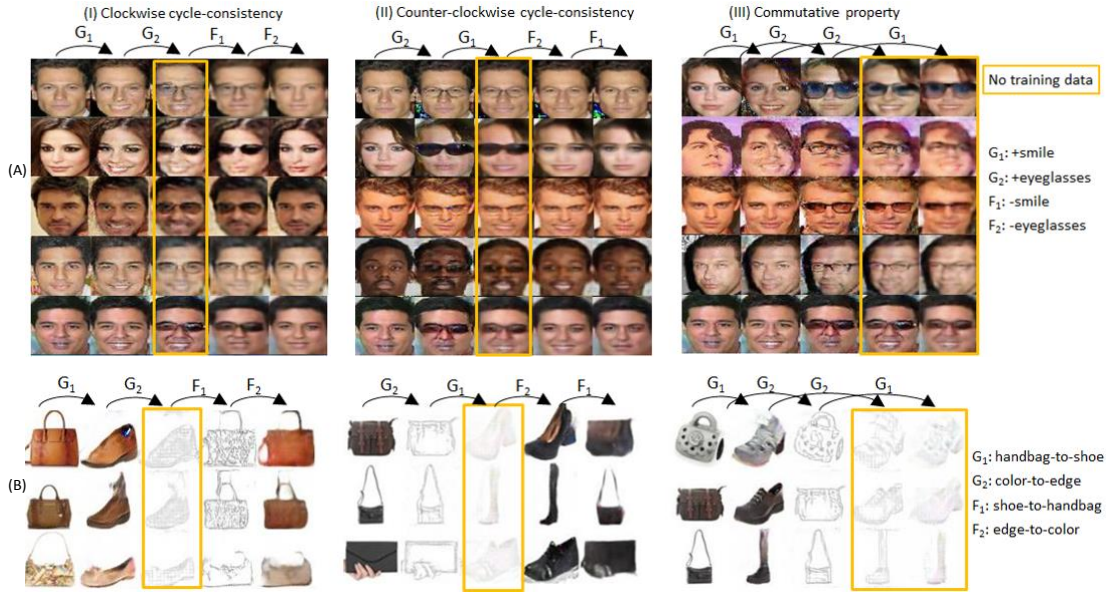 (I) Clockwise cycle-consistency
(II) Counter-clockwise cycle-consistency
(III) Commutative property
G₁ G₂ F₁ F₂
G₂ G₁ F₂ F₁
G₁ G₂ G₂ G₁
No training data
(A)
G₁: +smile
G₂: +eyeglasses
F₁: -smile
F₂: -eyeglasses
G₁ G₂ F₁ F₂
G₂ G₁ F₂ F₁
G₁ G₂ G₂ G₁
(B)
G₁: handbag-to-shoe
G₂: color-to-edge
F₁: shoe-to-handbag
F₂: edge-to-color